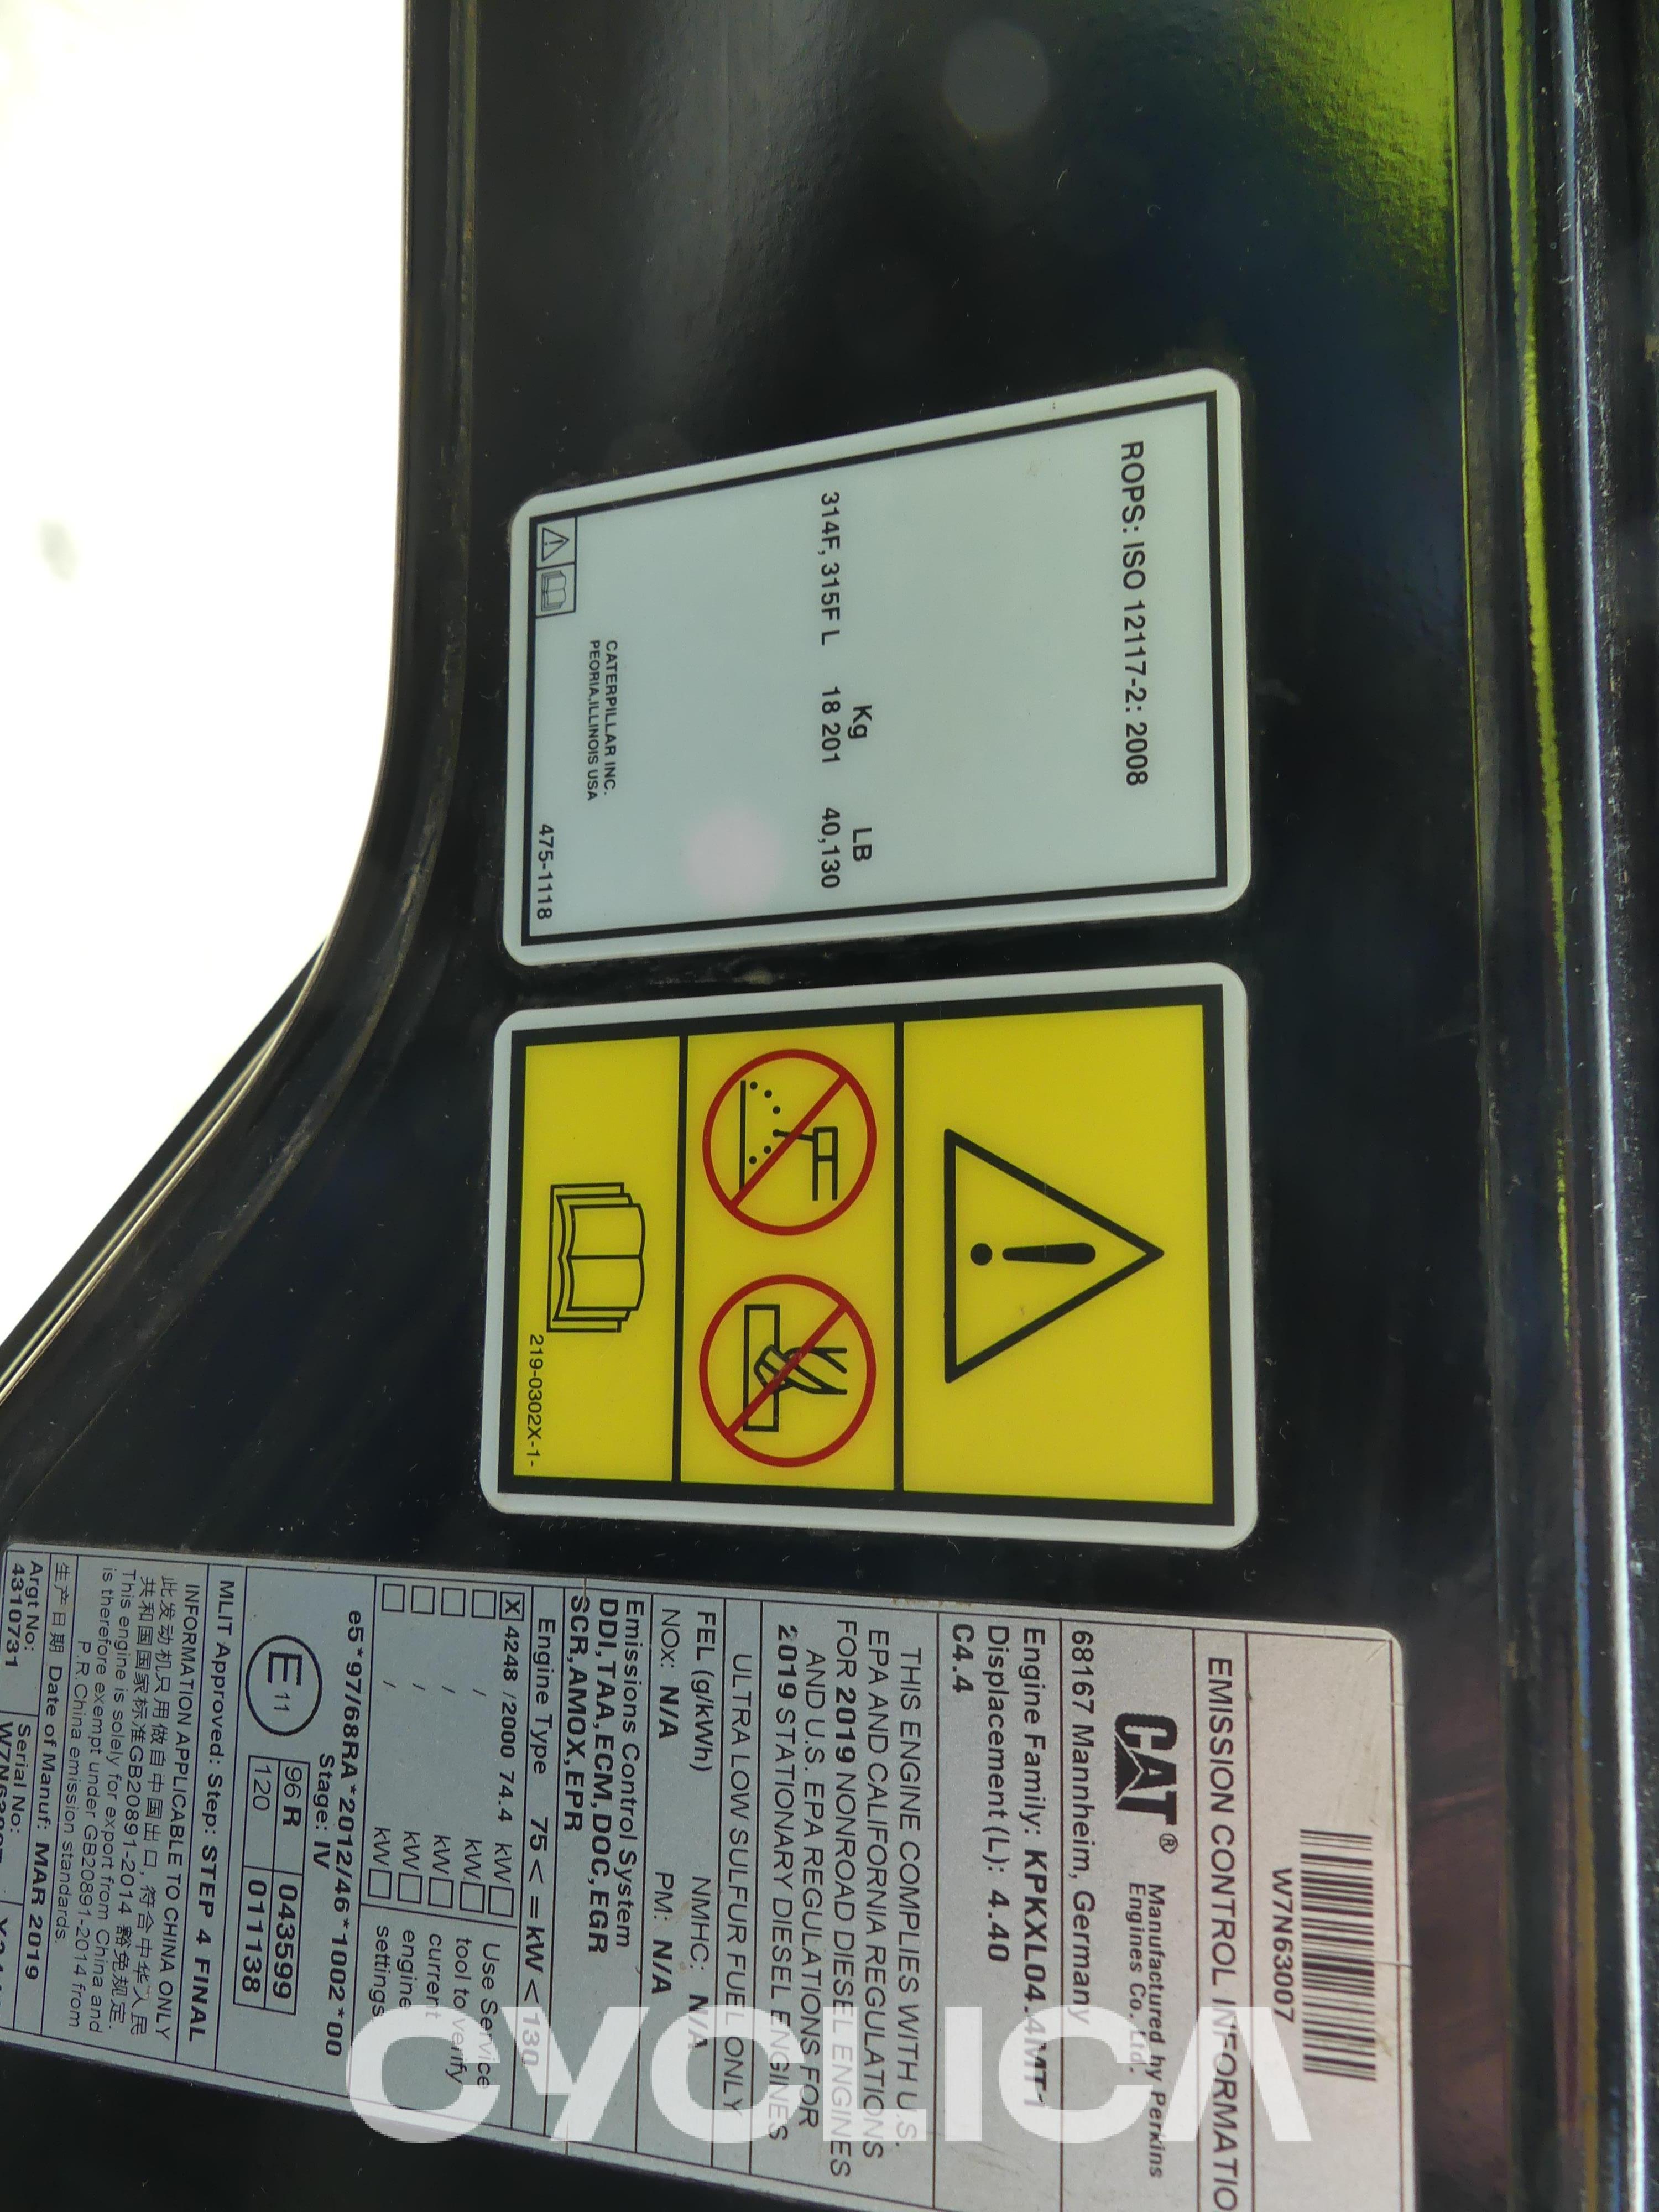 ROPS: ISO 12117-2: 2008
Kg LB
314F, 315F L 18 201 40,130
CATERPILLAR INC.
PEORIA,ILLINOIS USA
475-1118
219-0302X-1-
W7N63007
EMISSION CONTROL INFORMATIO
CAT® Manufactured by Perkins
Engines Co. Ltd.
68167 Mannheim, Germany
Engine Family: KPKXL04.4MT1
Displacement (L): 4.40
C4.4
THIS ENGINE COMPLIES WITH U.S.
EPA AND CALIFORNIA REGULATIONS
FOR 2019 NONROAD DIESEL ENGINES
AND U.S. EPA REGULATIONS FOR
2019 STATIONARY DIESEL ENGINES
ULTRA LOW SULFUR FUEL ONLY
FEL (g/kWh) NMHC: N/A
NOx: N/A PM: N/A
Emissions Control System
DDI,TAA,ECM,DOC,EGR
SCR,AMOX,EPR
Engine Type 75 < = kW < 130
X 4248 /2000 74.4 kW Use Service
/ kW tool to verify
/ kW current
/ kW engine
/ kW settings
e5*97/68RA*2012/46*1002*00
Stage: IV
E 11 96 R 043599
120 011138
MLIT Approved: Step: STEP 4 FINAL
INFORMATION APPLICABLE TO CHINA ONLY
此发动机只用做自中国出口, 符合中华人民
共和国国家标准GB20891-2014 豁免规定.
This engine is solely for export from China and
is therefore exempt under GB20891-2014 from
P.R.China emission standards.
生产日期 Date of Manuf: MAR 2019
Argt No: Serial No:
4310731
CYCLICA